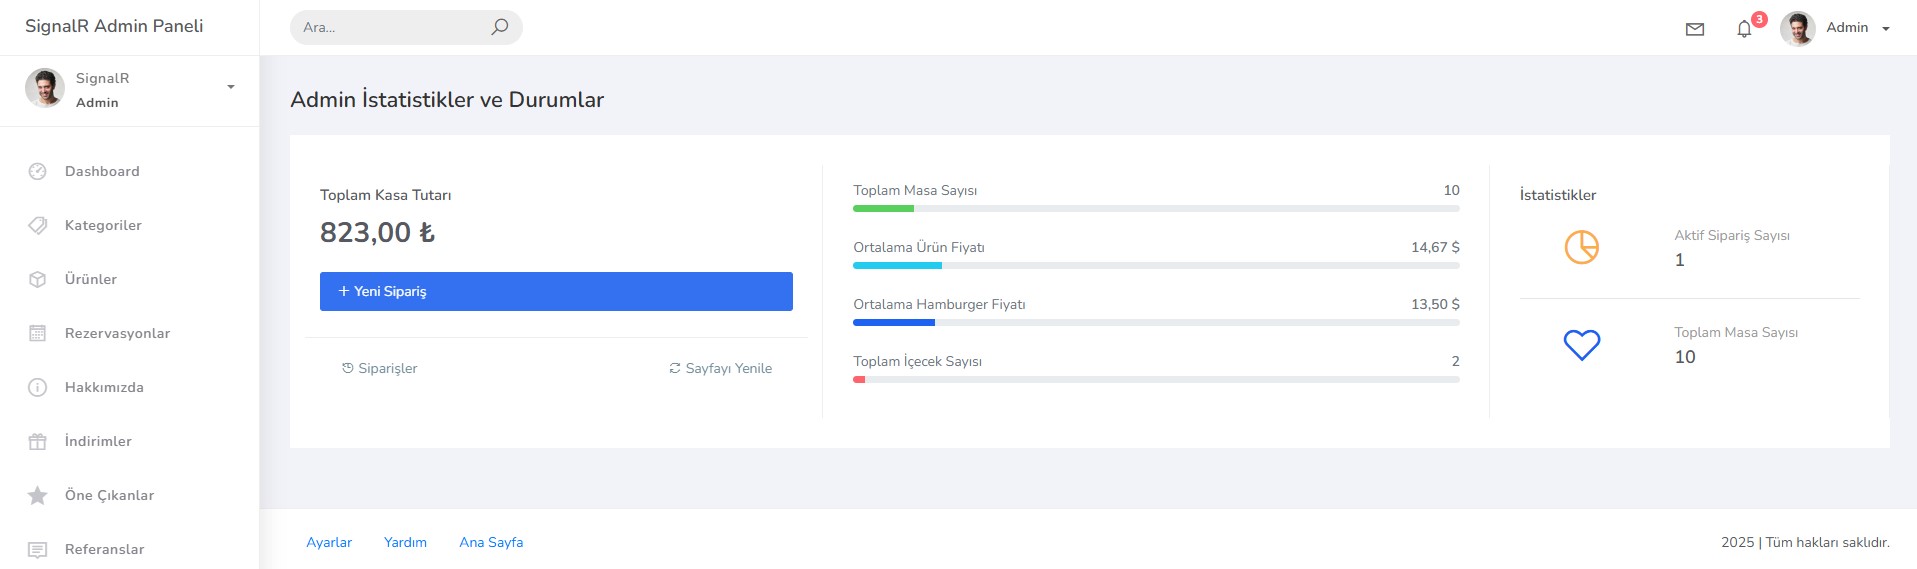 SignalR Admin Paneli
Ara...
3
Admin
SignalR
Admin
Dashboard
Kategoriler
Ürünler
Rezervasyonlar
Hakkımızda
İndirimler
Öne Çıkanlar
Referanslar
Admin İstatistikler ve Durumlar
Toplam Kasa Tutarı
823,00 ₺
+ Yeni Sipariş
Siparişler
Sayfayı Yenile
Toplam Masa Sayısı 10
Ortalama Ürün Fiyatı 14,67 $
Ortalama Hamburger Fiyatı 13,50 $
Toplam İçecek Sayısı 2
İstatistikler
Aktif Sipariş Sayısı
1
Toplam Masa Sayısı
10
Ayarlar Yardım Ana Sayfa
2025 | Tüm hakları saklıdır.